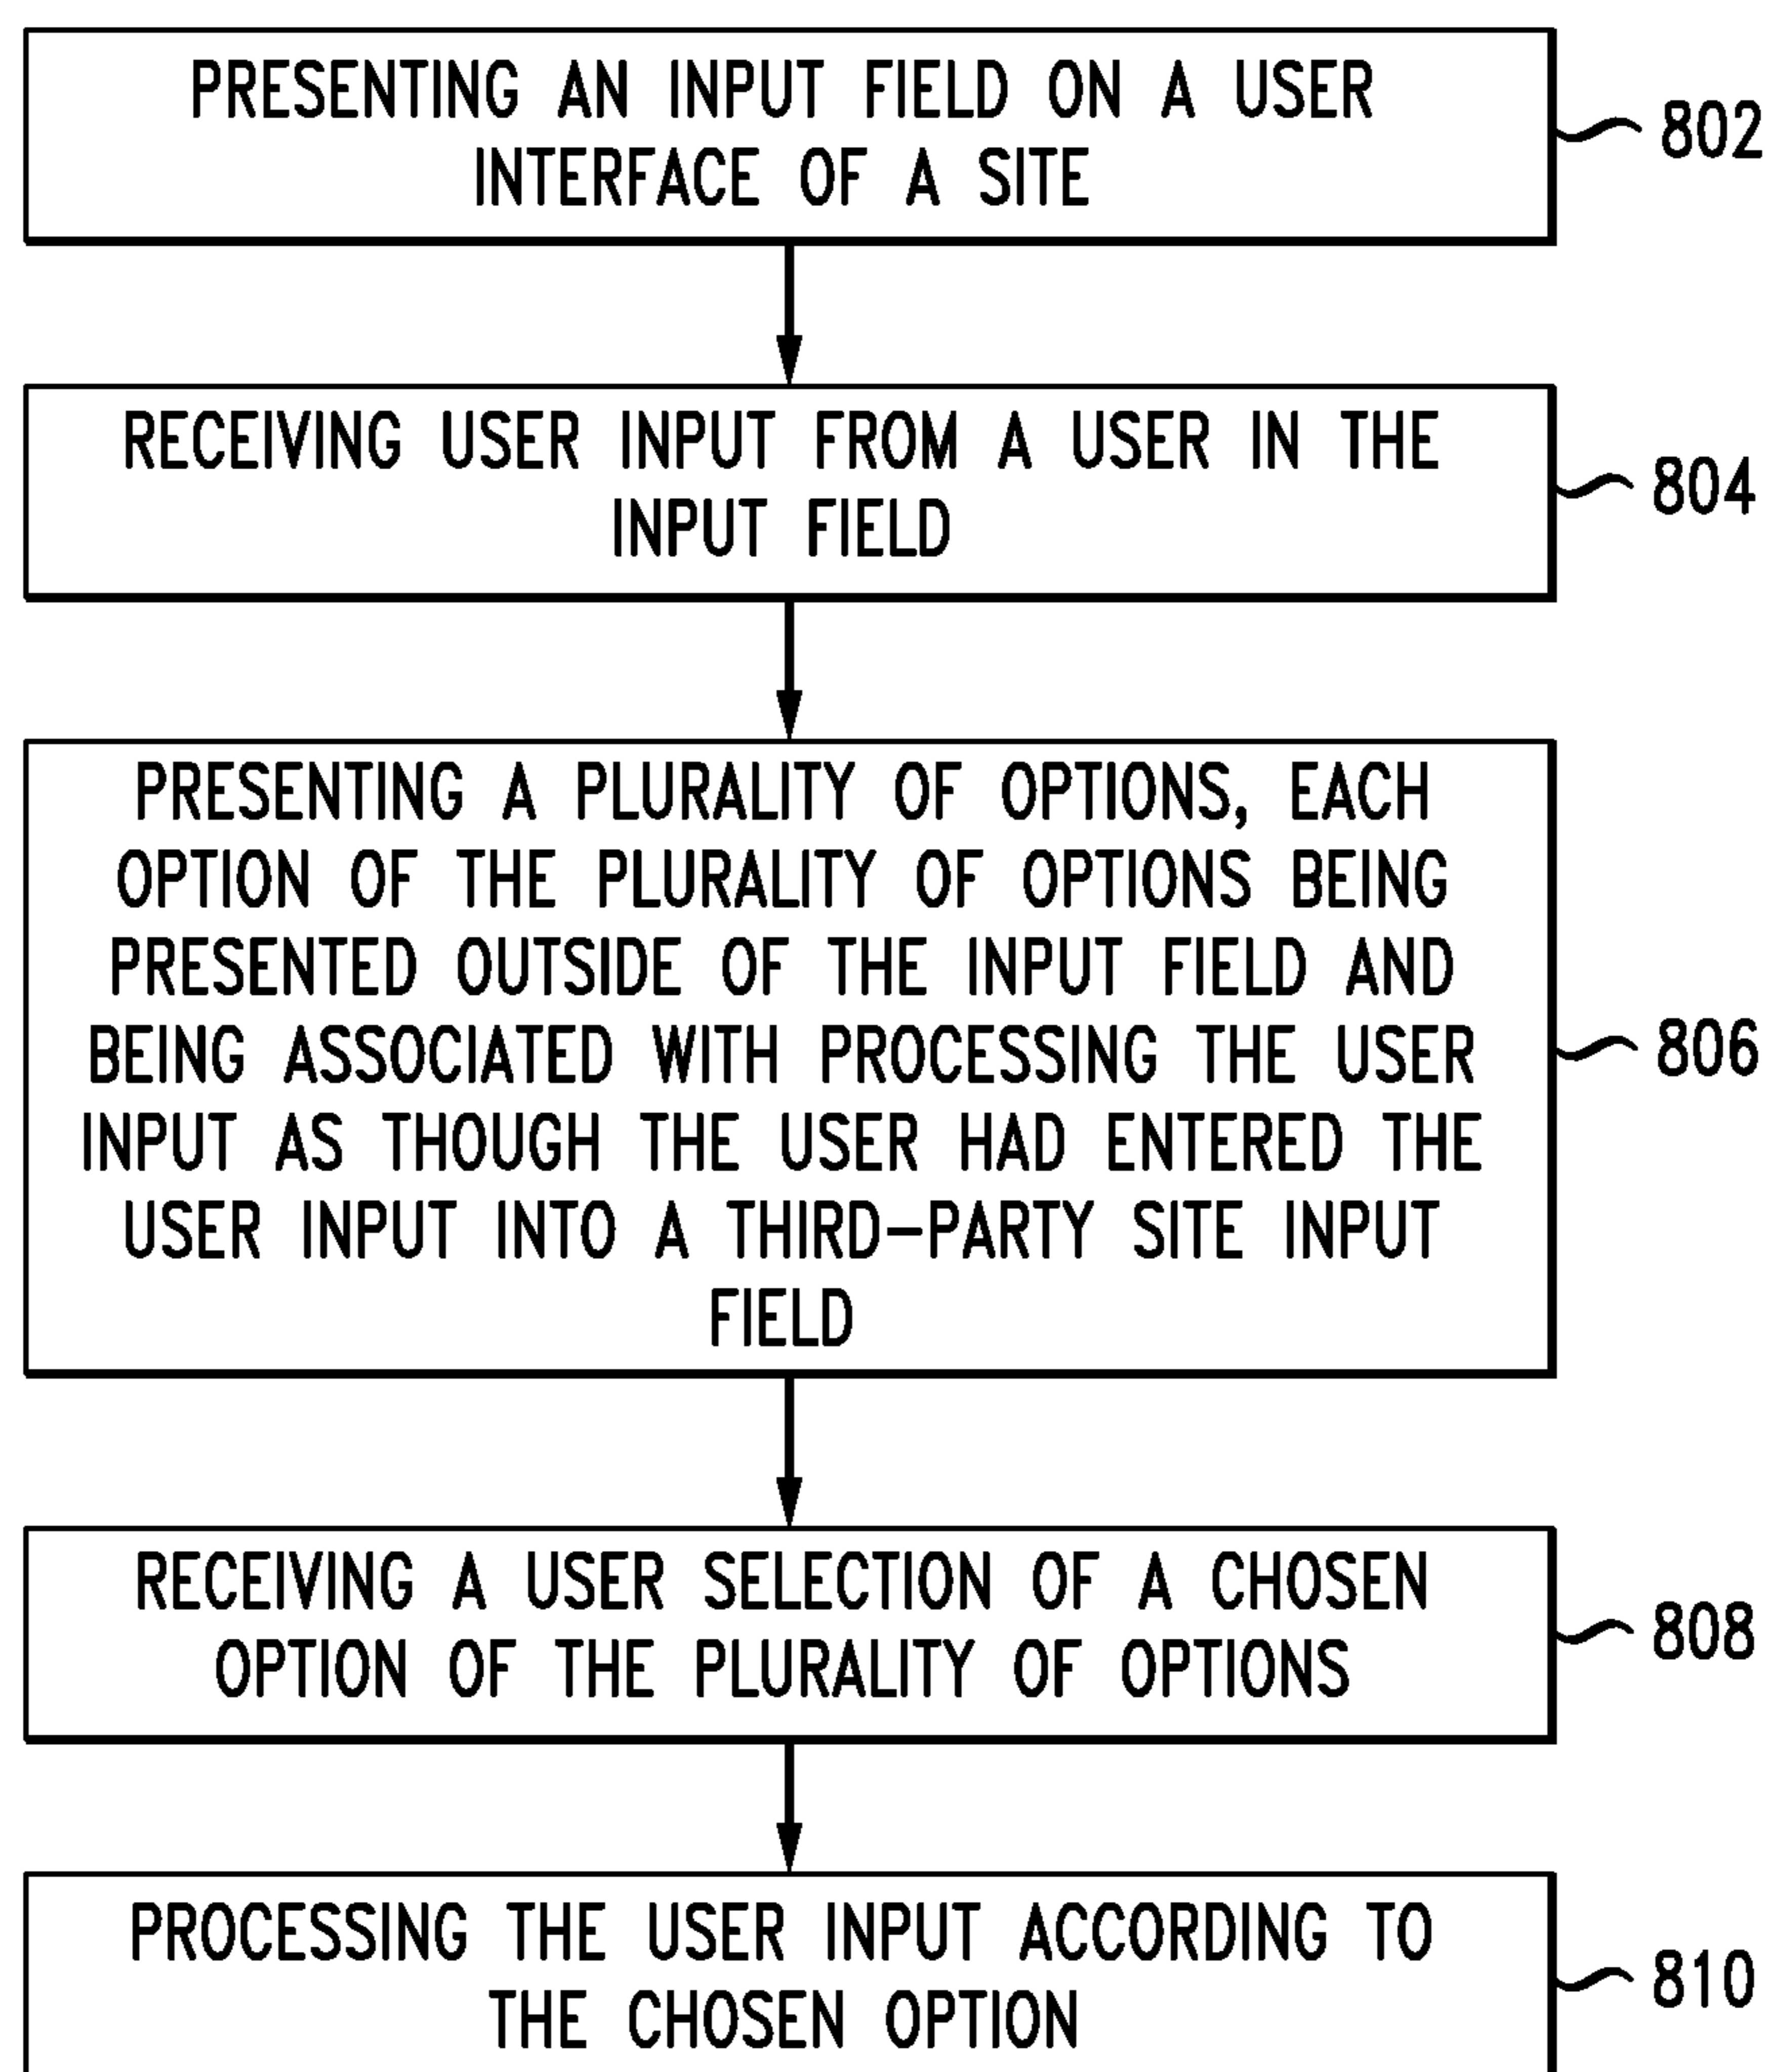 PRESENTING AN INPUT FIELD ON A USER
INTERFACE OF A SITE
802
RECEIVING USER INPUT FROM A USER IN THE
INPUT FIELD
804
PRESENTING A PLURALITY OF OPTIONS, EACH
OPTION OF THE PLURALITY OF OPTIONS BEING
PRESENTED OUTSIDE OF THE INPUT FIELD AND
BEING ASSOCIATED WITH PROCESSING THE USER
INPUT AS THOUGH THE USER HAD ENTERED THE
USER INPUT INTO A THIRD-PARTY SITE INPUT
FIELD
806
RECEIVING A USER SELECTION OF A CHOSEN
OPTION OF THE PLURALITY OF OPTIONS
808
PROCESSING THE USER INPUT ACCORDING TO
THE CHOSEN OPTION
810